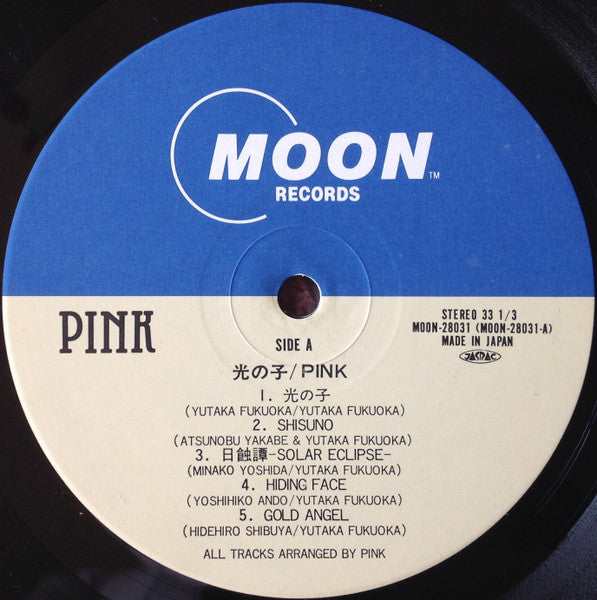 MOON™
RECORDS
PINK
SIDE A
STEREO 33 1/3
MOON-28031 (MOON-28031-A)
MADE IN JAPAN
JASRAC
光の子/PINK
1. 光の子
(YUTAKA FUKUOKA/YUTAKA FUKUOKA)
2. SHISUNO
(ATSUNOBU YAKABE & YUTAKA FUKUOKA)
3. 日蝕譚-SOLAR ECLIPSE-
(MINAKO YOSHIDA/YUTAKA FUKUOKA)
4. HIDING FACE
(YOSHIHIKO ANDO/YUTAKA FUKUOKA)
5. GOLD ANGEL
(HIDEHIRO SHIBUYA/YUTAKA FUKUOKA)
ALL TRACKS ARRANGED BY PINK